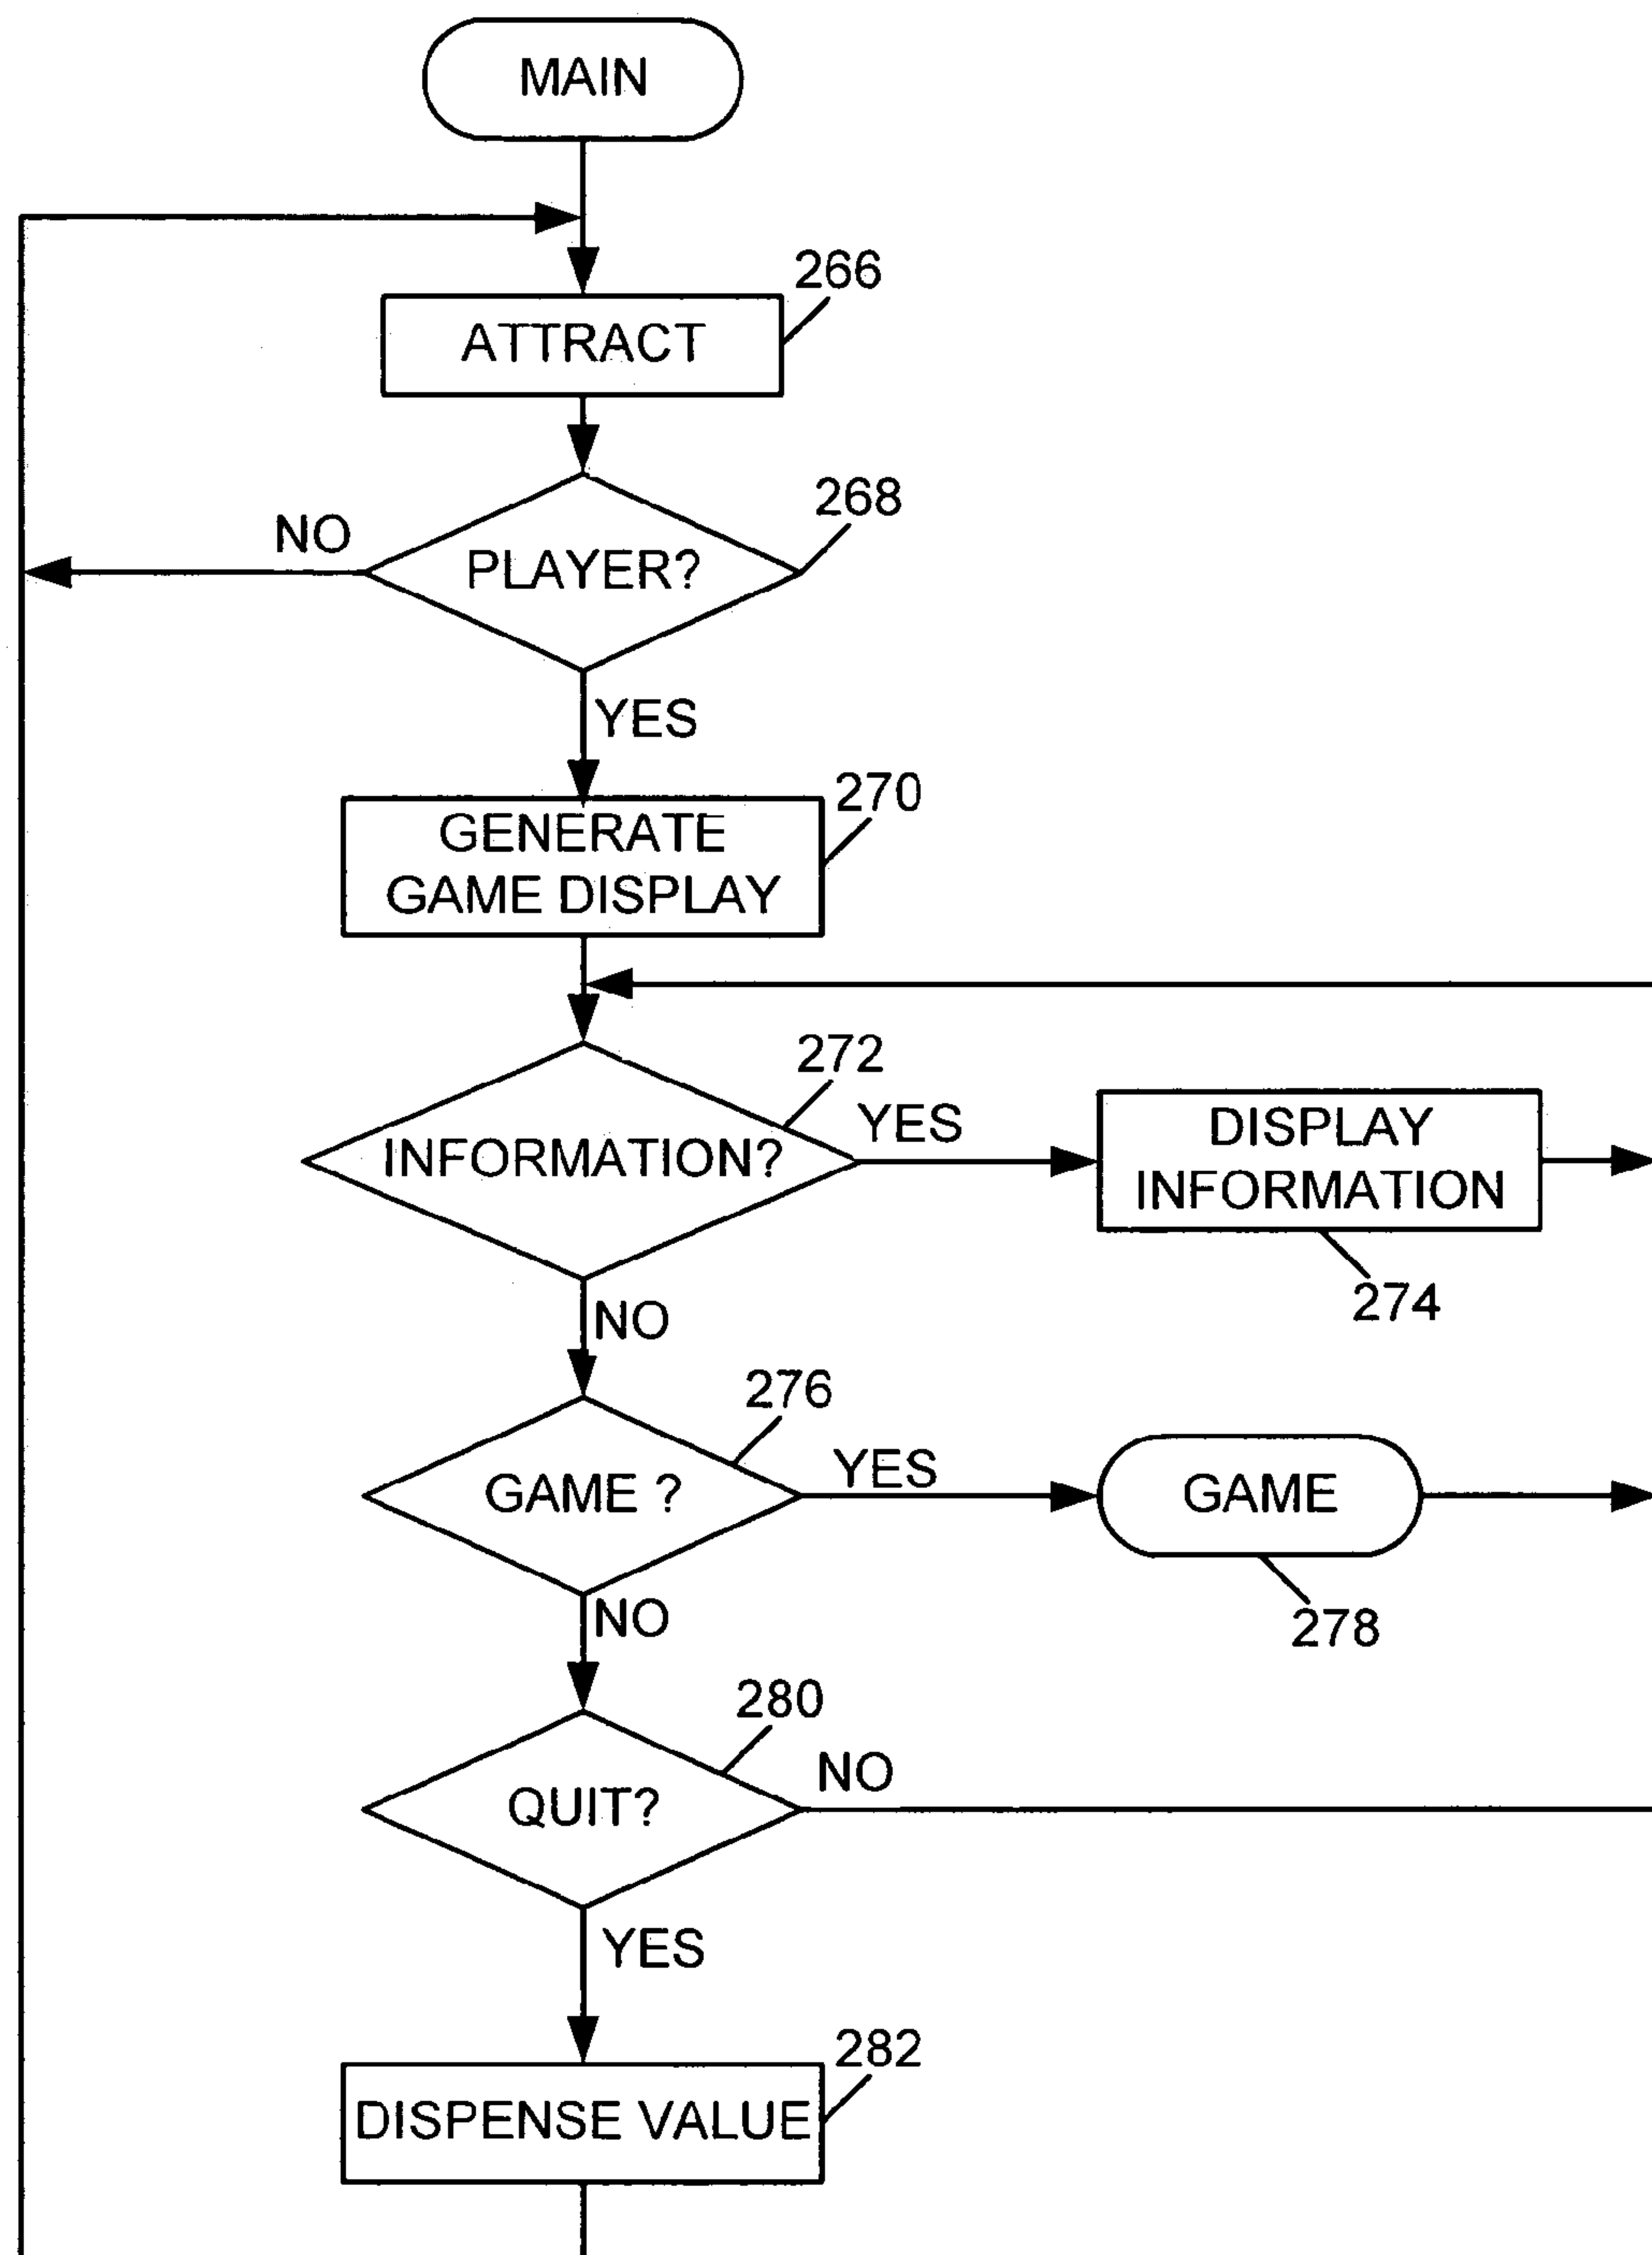 MAIN
266
ATTRACT
268
NO
PLAYER?
YES
270
GENERATE
GAME DISPLAY
272
YES
INFORMATION?
DISPLAY
INFORMATION
274
NO
276
YES
GAME ?
GAME
278
NO
280
NO
QUIT?
YES
282
DISPENSE VALUE